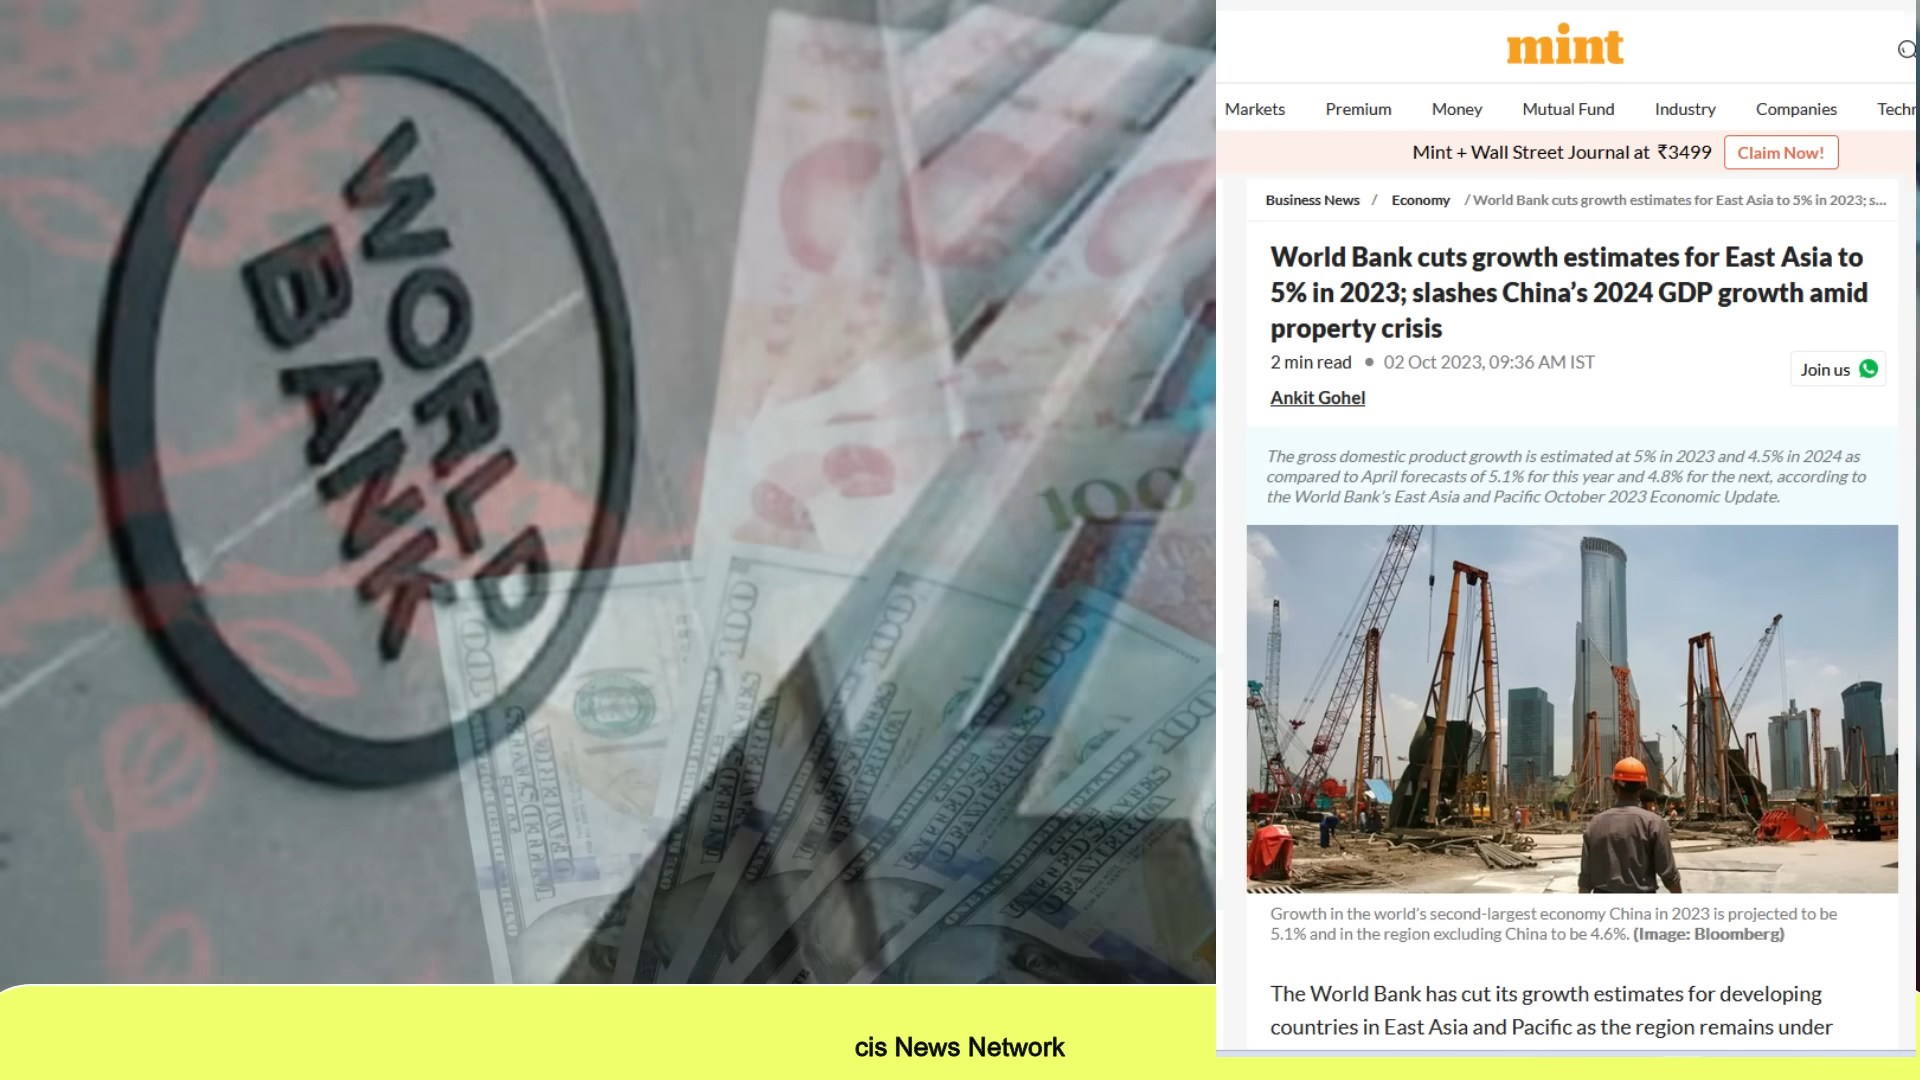 WORLD
BANK
100
100
100
100
100
100
mint
Markets Premium Money Mutual Fund Industry Companies Techn
Mint + Wall Street Journal at ₹3499 Claim Now!
Business News / Economy / World Bank cuts growth estimates for East Asia to 5% in 2023; s...
World Bank cuts growth estimates for East Asia to
5% in 2023; slashes China's 2024 GDP growth amid
property crisis
2 min read • 02 Oct 2023, 09:36 AM IST
Join us
Ankit Gohel
The gross domestic product growth is estimated at 5% in 2023 and 4.5% in 2024 as
compared to April forecasts of 5.1% for this year and 4.8% for the next, according to
the World Bank's East Asia and Pacific October 2023 Economic Update.
Growth in the world's second-largest economy China in 2023 is projected to be
5.1% and in the region excluding China to be 4.6%. (Image: Bloomberg)
The World Bank has cut its growth estimates for developing
countries in East Asia and Pacific as the region remains under
cis News Network